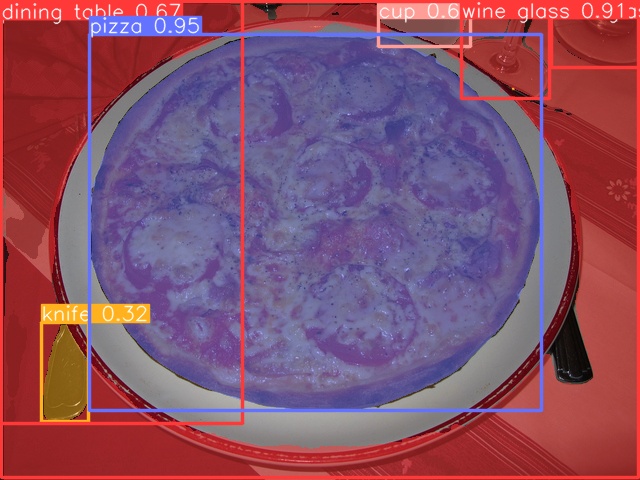 dining table 0.67
cup 0.6
wine glass 0.91
pizza 0.95
knife 0.32